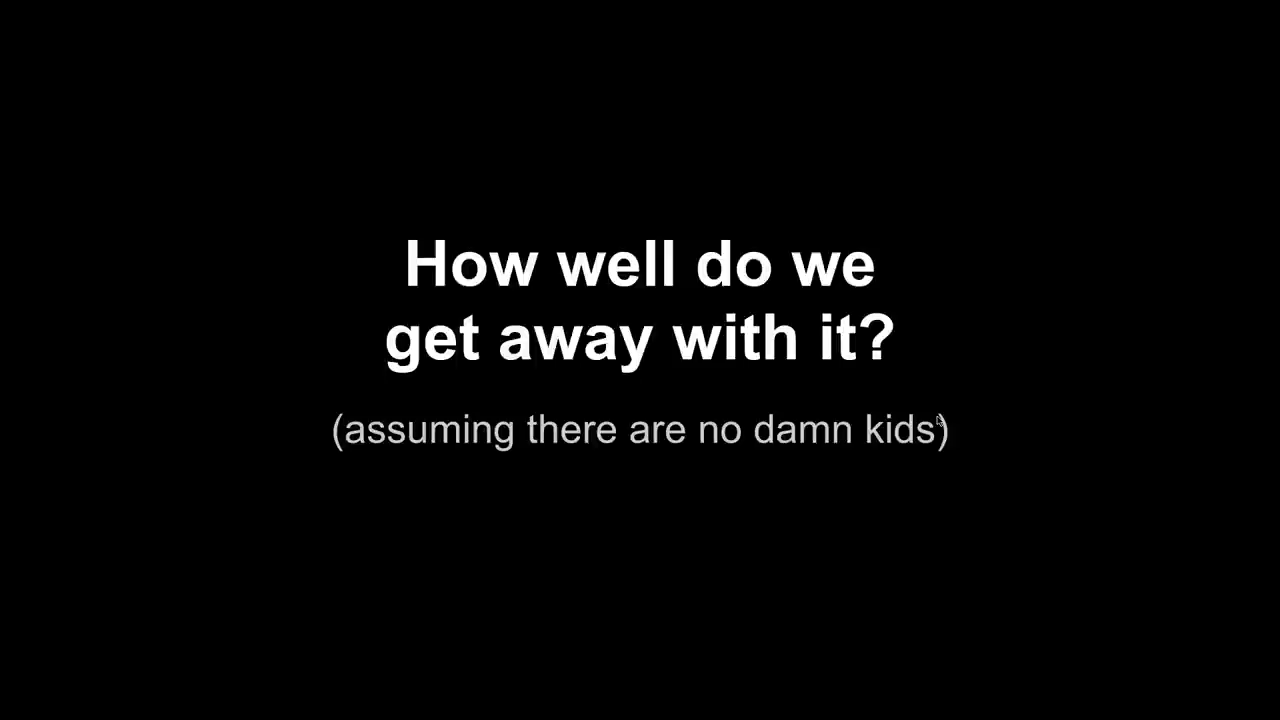 How well do we
get away with it?
(assuming there are no damn kids)